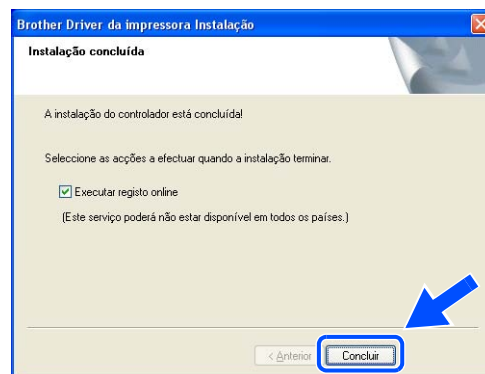 Brother Driver da impressora Instalação
Instalação concluída
A instalação do controlador está concluída!
Seleccione as acções a efectuar quando a instalação terminar.
Executar registo online
(Este serviço poderá não estar disponível em todos os países.)
< Anterior Concluir